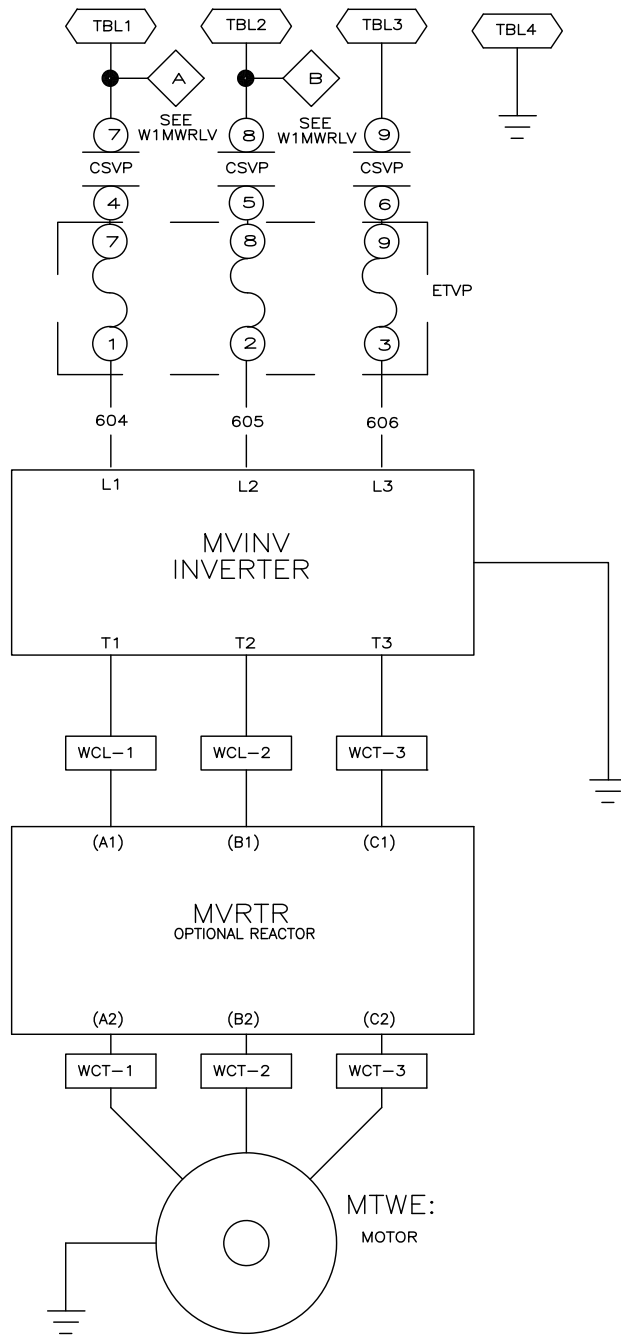 TBL1 TBL2 TBL3 TBL4
A B
SEE W1MWRLV SEE W1MWRLV
7 8 9
CSVP CSVP CSVP
4 5 6
7 8 9
ETVP
1 2 3
604 605 606
L1 L2 L3
MVINV
INVERTER
T1 T2 T3
WCL-1 WCL-2 WCT-3
(A1) (B1) (C1)
MVRTR
OPTIONAL REACTOR
(A2) (B2) (C2)
WCT-1 WCT-2 WCT-3
MTWE:
MOTOR